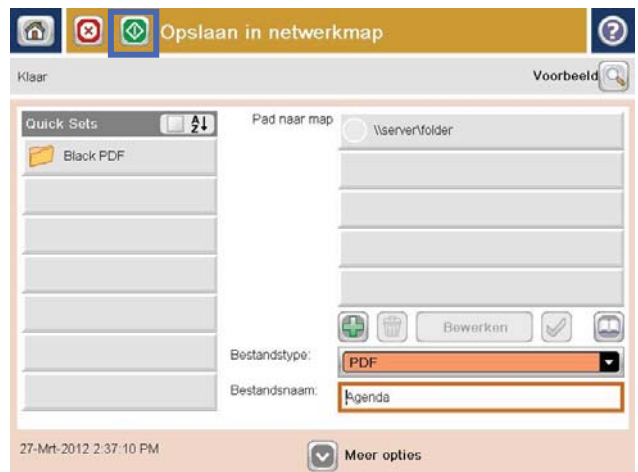 Opslaan in netwerkmap
?
Klaar
Voorbeeld
Quick Sets
A Z
Pad naar map
\\server\folder
Black PDF
Bewerken
Bestandstype:
PDF
Bestandsnaam:
Agenda
27-Mrt-2012 2:37:10 PM
Meer opties